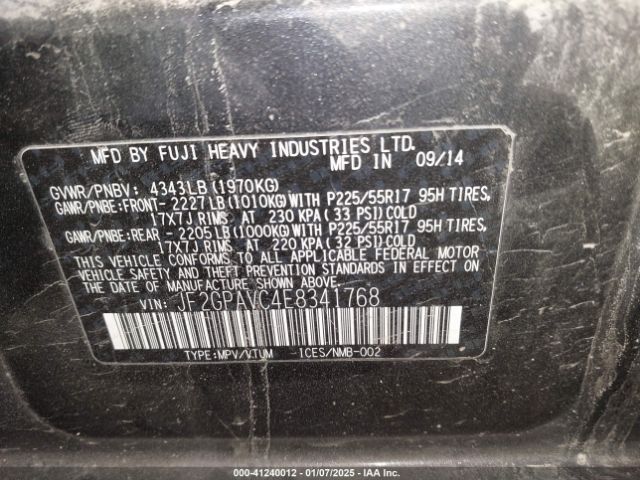 MFD BY FUJI HEAVY INDUSTRIES LTD.
MFD IN 09/14
GVWR/PNBV: 4343LB(1970KG)
GAWR/PNBE:FRONT- 2227LB(1010KG)WITH P225/55R17 95H TIRES,
17X7J RIMS AT 230 KPA(33 PSI)COLD
GAWR/PNBE:REAR - 2205LB(1000KG)WITH P225/55R17 95H TIRES,
17X7J RIMS AT 220 KPA(32 PSI)COLD
THIS VEHICLE CONFORMS TO ALL APPLICABLE FEDERAL MOTOR
VEHICLE SAFETY AND THEFT PREVENTION STANDARDS IN EFFECT ON
THE DATE OF MANUFACTURE SHOWN ABOVE.
VIN: JF2GPAVC4E8341768
TYPE:MPV/VTUM -ICES/NMB-002
000-41240012 - 01/07/2025 - IAA